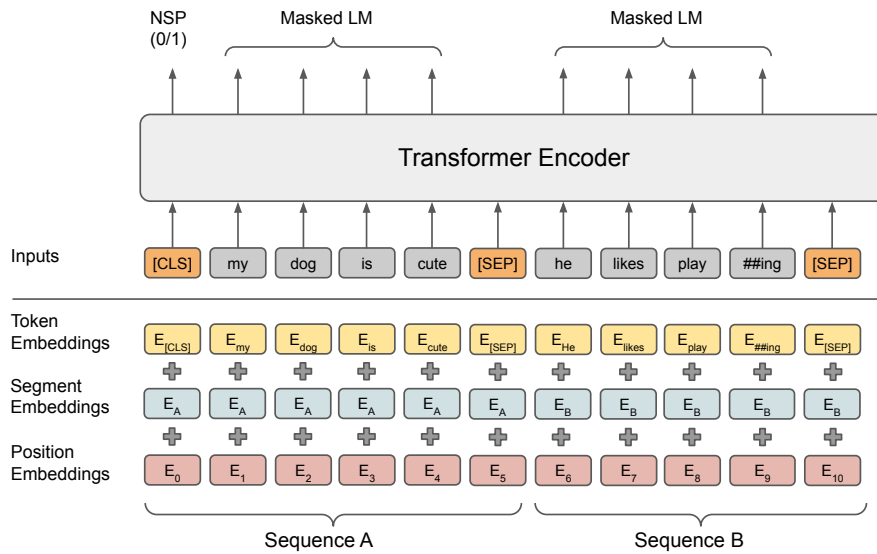 NSP Masked LM Masked LM
(0/1)
Transformer Encoder
Inputs [CLS] my dog is cute [SEP] he likes play ##ing [SEP]
Token
Embeddings E[CLS] Emy Edog Eis Ecute E[SEP] EHe Elikes Eplay E##ing E[SEP]
Segment
Embeddings EA EA EA EA EA EA EB EB EB EB EB
Position
Embeddings E0 E1 E2 E3 E4 E5 E6 E7 E8 E9 E10
Sequence A Sequence B